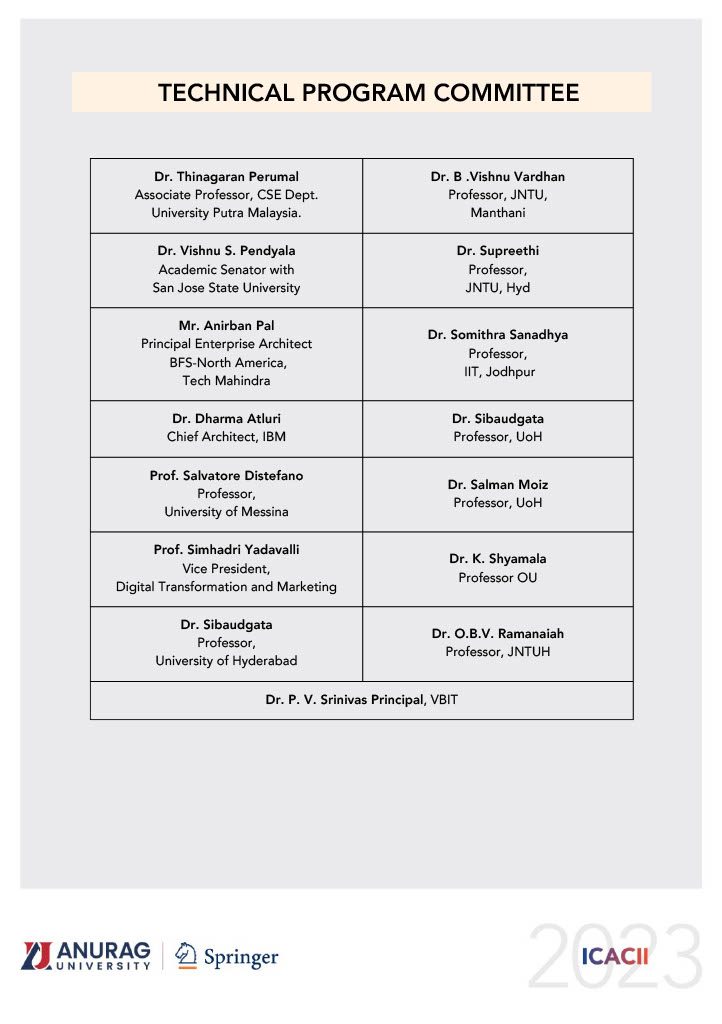 TECHNICAL PROGRAM COMMITTEE
Dr. Thinagaran Perumal
Associate Professor, CSE Dept.
University Putra Malaysia.
Dr. B .Vishnu Vardhan
Professor, JNTU,
Manthani
Dr. Vishnu S. Pendyala
Academic Senator with
San Jose State University
Dr. Supreethi
Professor,
JNTU, Hyd
Mr. Anirban Pal
Principal Enterprise Architect
BFS-North America,
Tech Mahindra
Dr. Somithra Sanadhya
Professor,
IIT, Jodhpur
Dr. Dharma Atluri
Chief Architect, IBM
Dr. Sibaudgata
Professor, UoH
Prof. Salvatore Distefano
Professor,
University of Messina
Dr. Salman Moiz
Professor, UoH
Prof. Simhadri Yadavalli
Vice President,
Digital Transformation and Marketing
Dr. K. Shyamala
Professor OU
Dr. Sibaudgata
Professor,
University of Hyderabad
Dr. O.B.V. Ramanaiah
Professor, JNTUH
Dr. P. V. Srinivas Principal, VBIT
ANURAG
UNIVERSITY
Springer
2023
ICACII